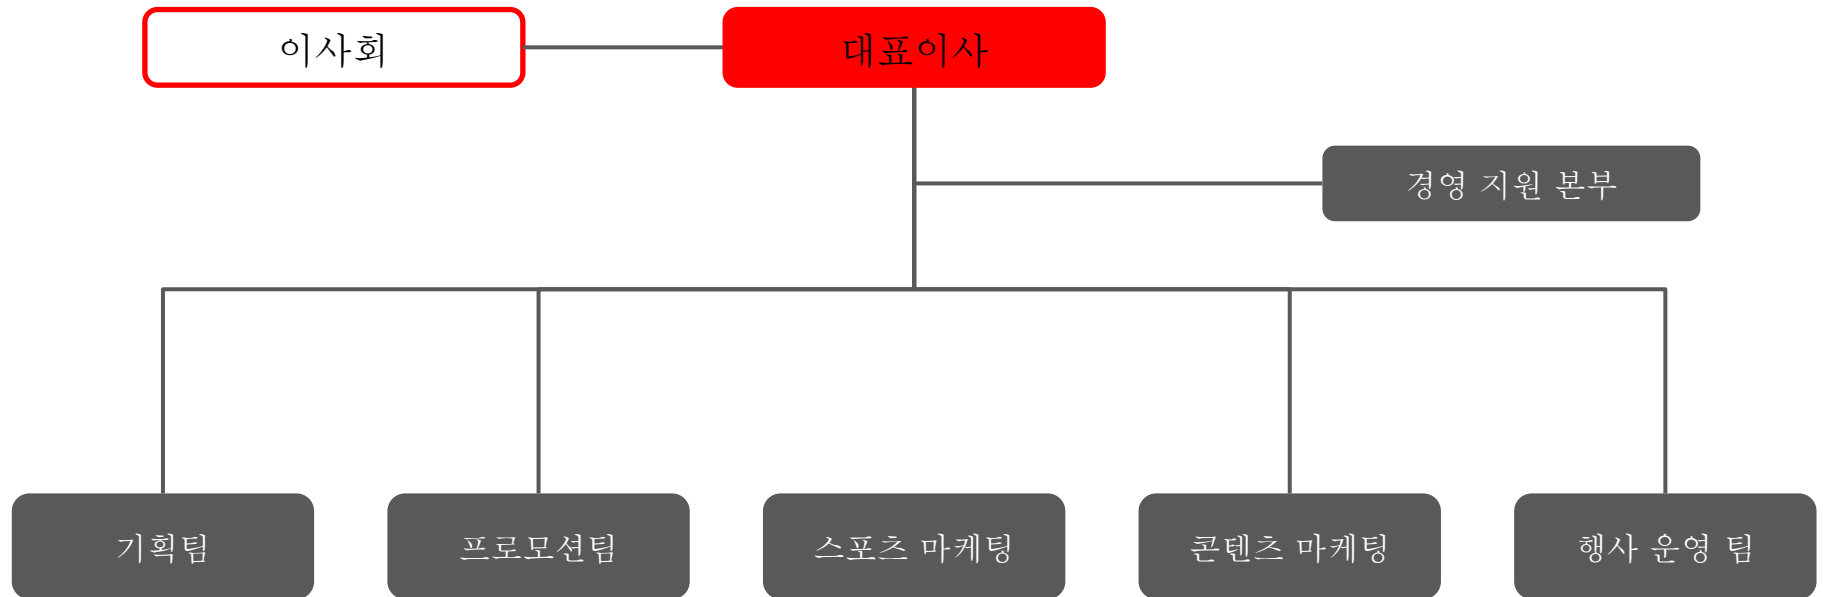 이사회
대표이사
경영 지원 본부
기획팀
프로모션팀
스포츠 마케팅
콘텐츠 마케팅
행사 운영 팀